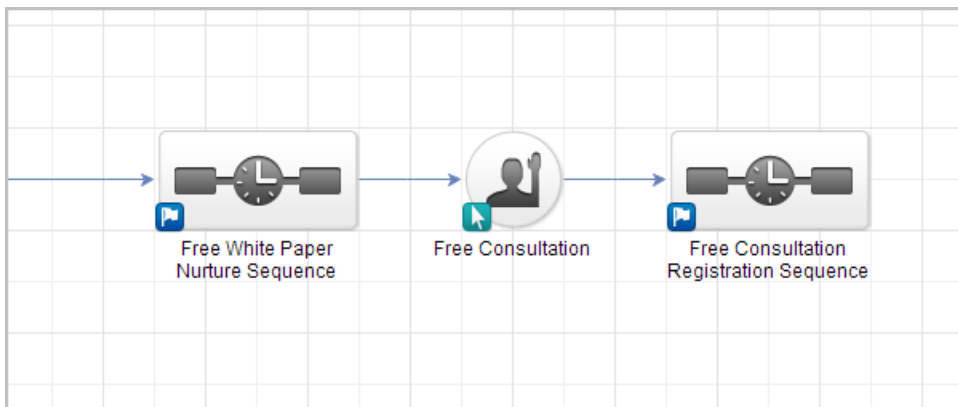 Free White Paper
Nurture Sequence
Free Consultation
Free Consultation
Registration Sequence